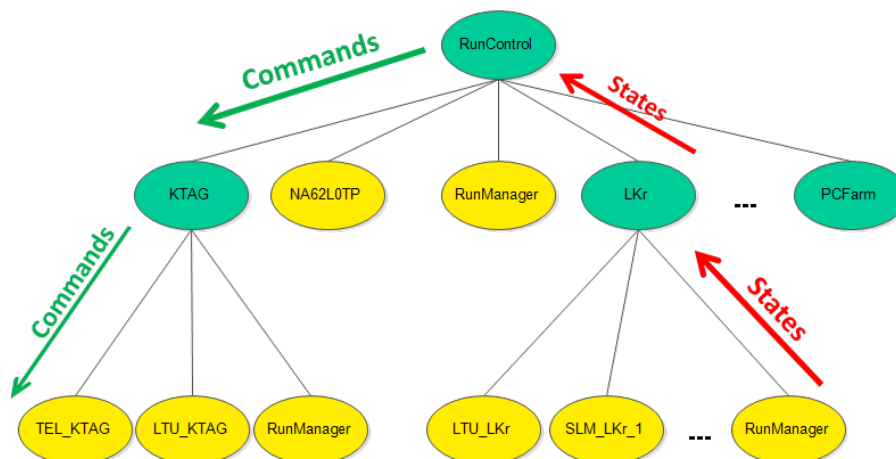 RunControl
Commands
States
KTAG
NA62L0TP
RunManager
LKr
---
PCFarm
Commands
States
TEL_KTAG
LTU_KTAG
RunManager
LTU_LKr
SLM_LKr_1
---
RunManager